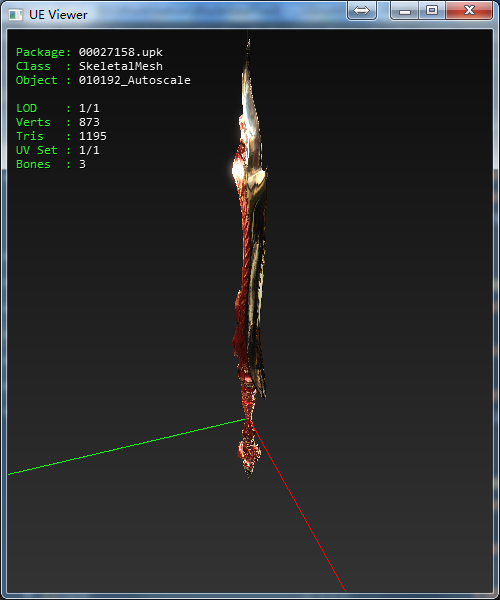 UE Viewer
Package: 00027158.upk
Class : SkeletalMesh
Object : 010192_Autoscale
LOD : 1/1
Verts : 873
Tris : 1195
UV Set : 1/1
Bones : 3